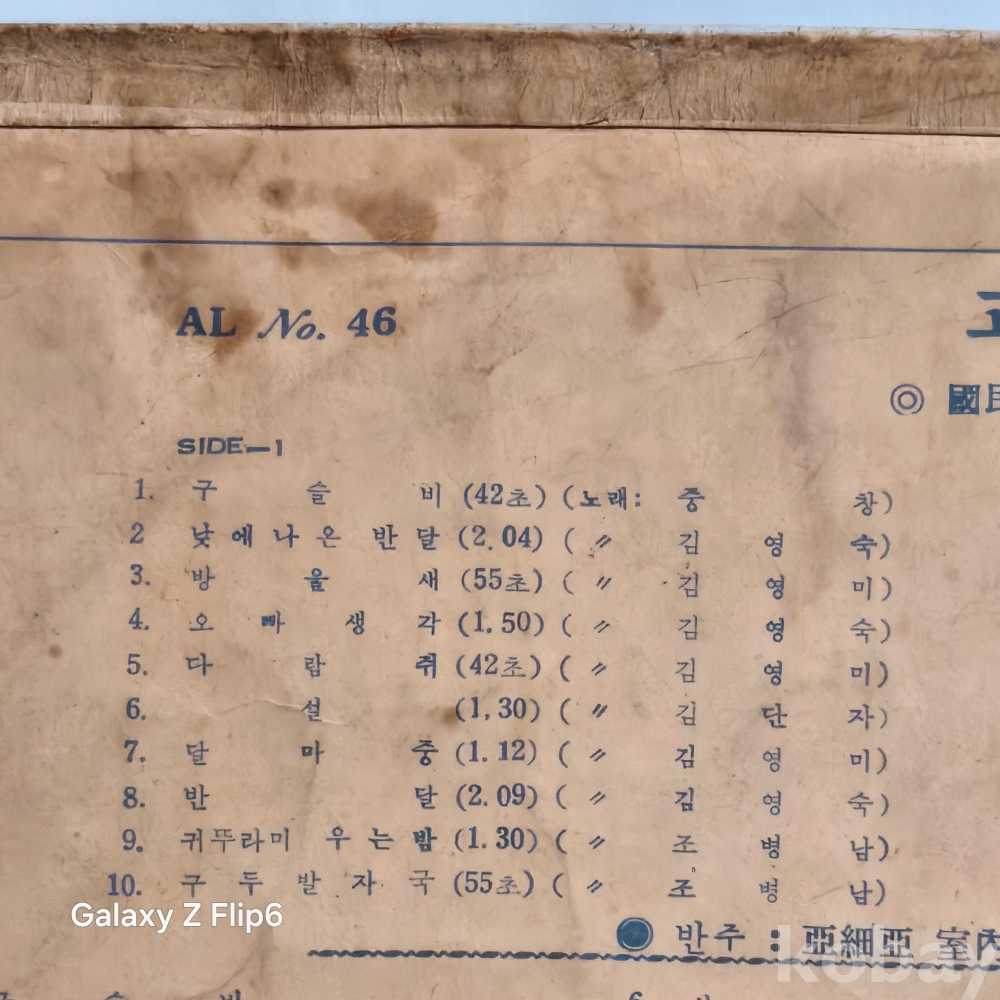 AL No. 46
◎ 國民
SIDE—1
1. 구슬비 (42초) (노래: 중창)
2 낮에나온 반달 (2.04) ( 〃 김영숙)
3. 방울새 (55초) ( 〃 김영미)
4. 오빠생각 (1.50) ( 〃 김영숙)
5. 다람쥐 (42초) ( 〃 김영미)
6. 설 (1,30) ( 〃 김단자)
7. 달마중 (1.12) ( 〃 김영미)
8. 반달 (2.09) ( 〃 김영숙)
9. 귀뚜라미 우는밤 (1.30) ( 〃 조병남)
10. 구두발자국 (55초) ( 〃 조병남)
Galaxy Z Flip6
● 반주 : 亞細亞 室內
kobay